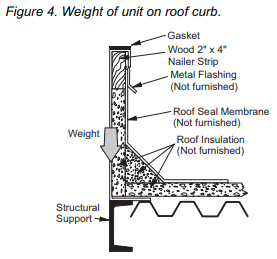 Figure 4. Weight of unit on roof curb.
Gasket
Wood 2" x 4"
Nailer Strip
Metal Flashing
(Not furnished)
Roof Seal Membrane
(Not furnished)
Weight
Roof Insulation
(Not furnished)
Structural
Support